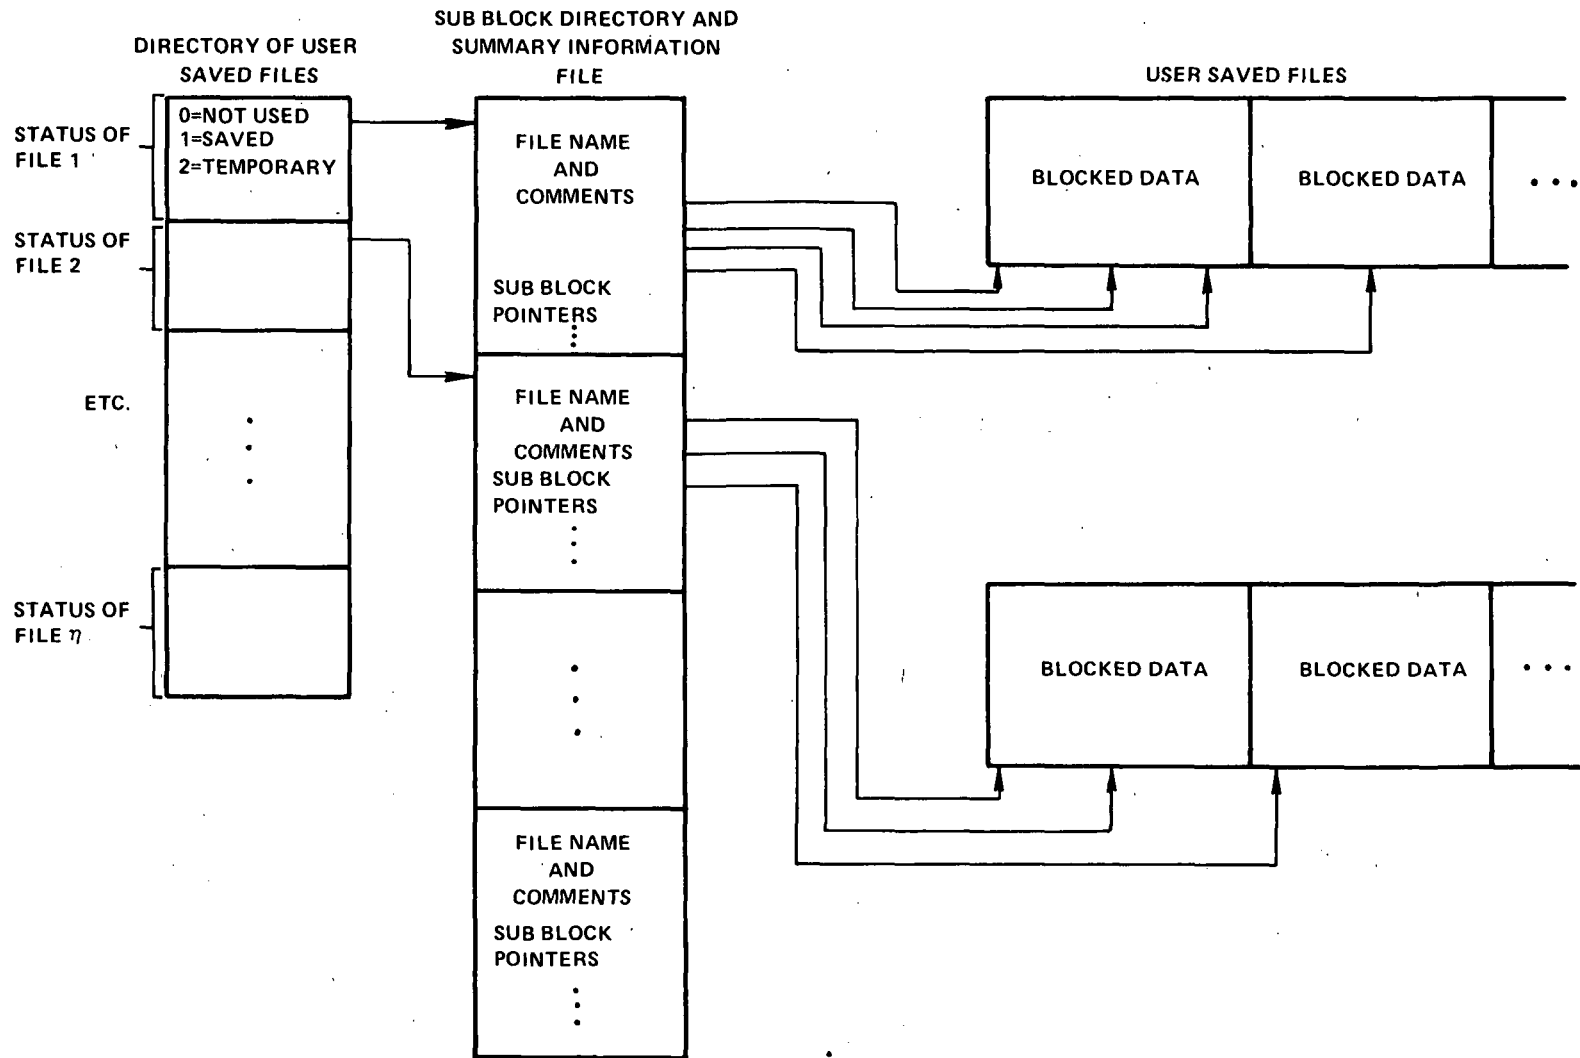 DIRECTORY OF USER
SAVED FILES
SUB BLOCK DIRECTORY AND
SUMMARY INFORMATION
FILE
USER SAVED FILES
STATUS OF
FILE 1
0=NOT USED
1=SAVED
2=TEMPORARY
FILE NAME
AND
COMMENTS
SUB BLOCK
POINTERS
BLOCKED DATA
BLOCKED DATA
STATUS OF
FILE 2
ETC.
FILE NAME
AND
COMMENTS
SUB BLOCK
POINTERS
STATUS OF
FILE η
BLOCKED DATA
BLOCKED DATA
FILE NAME
AND
COMMENTS
SUB BLOCK
POINTERS